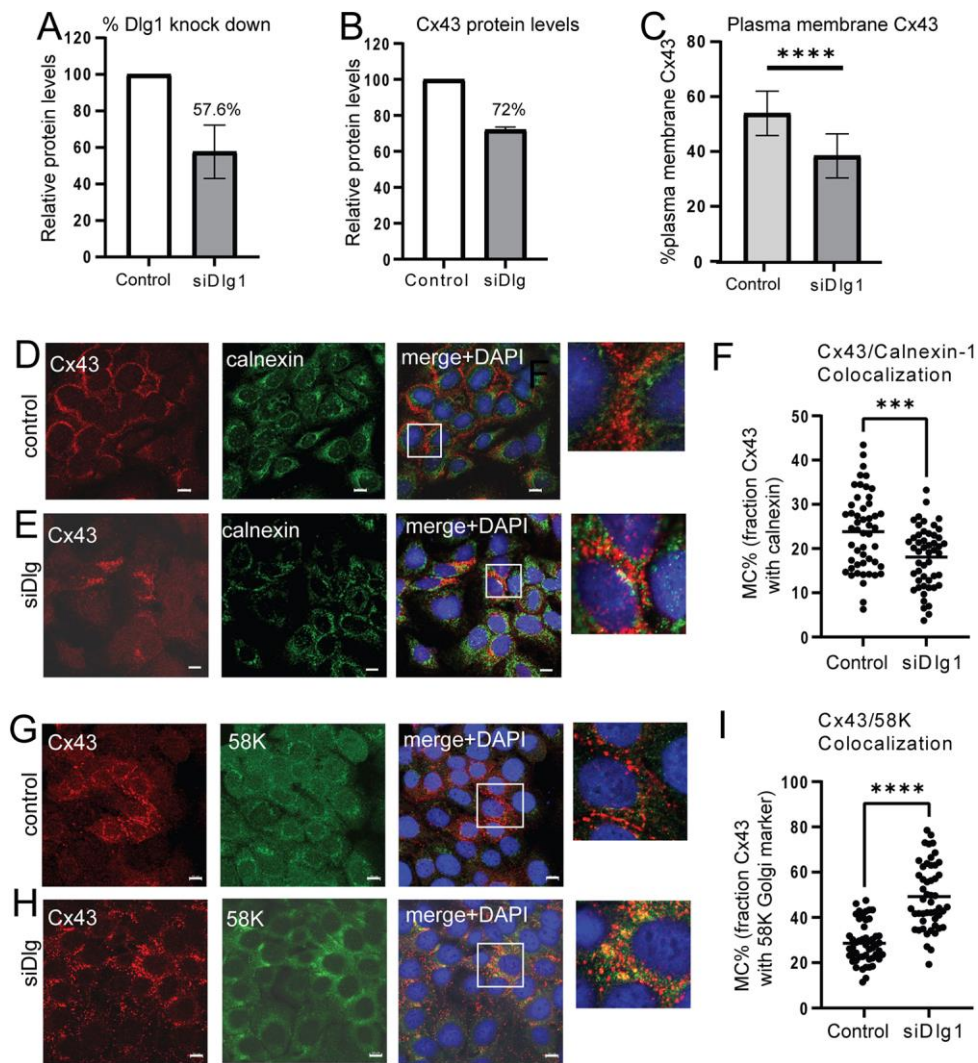 A
% Dlg1 knock down
Relative protein levels
120
100
80
60
40
20
0
57.6%
Control
siDlg1
B
Cx43 protein levels
Relative protein levels
120
100
80
60
40
20
0
72%
Control
siDlg
C
Plasma membrane Cx43
%plasma membrane Cx43
80
60
40
20
0
****
Control
siDlg1
D
control
Cx43
calnexin
merge+DAPI
F
E
siDlg
Cx43
calnexin
merge+DAPI
F
Cx43/Calnexin-1
Colocalization
MC% (fraction Cx43
with calnexin)
50
40
30
20
10
0
***
Control
siDlg1
G
control
Cx43
58K
merge+DAPI
H
siDlg
Cx43
58K
merge+DAPI
I
Cx43/58K
Colocalization
MC% (fraction Cx43
with 58K Golgi marker)
100
80
60
40
20
0
****
Control
siDlg1